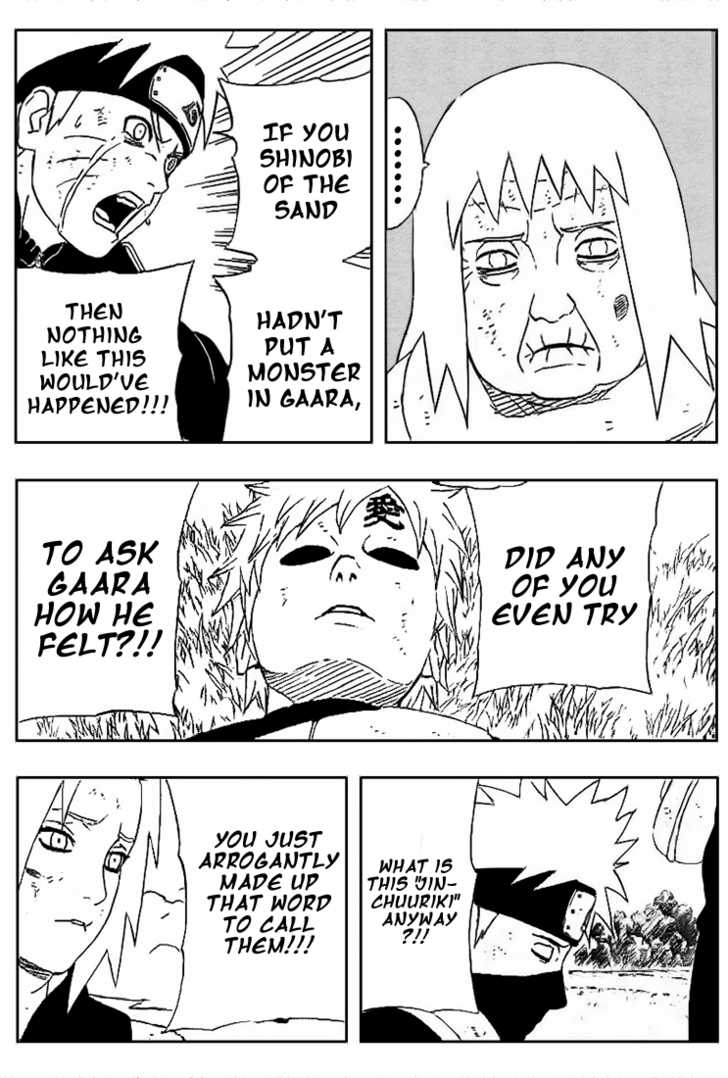 ......
IF YOU
SHINOBI
OF THE
SAND
HADN'T
PUT A
MONSTER
IN GAARA,
THEN
NOTHING
LIKE THIS
WOULD'VE
HAPPENED!!!
DID ANY
OF YOU
EVEN TRY
TO ASK
GAARA
HOW HE
FELT?!!
愛
WHAT IS
THIS "JIN-
CHUURIKI"
ANYWAY
?!!
YOU JUST
ARROGANTLY
MADE UP
THAT WORD
TO CALL
THEM!!!